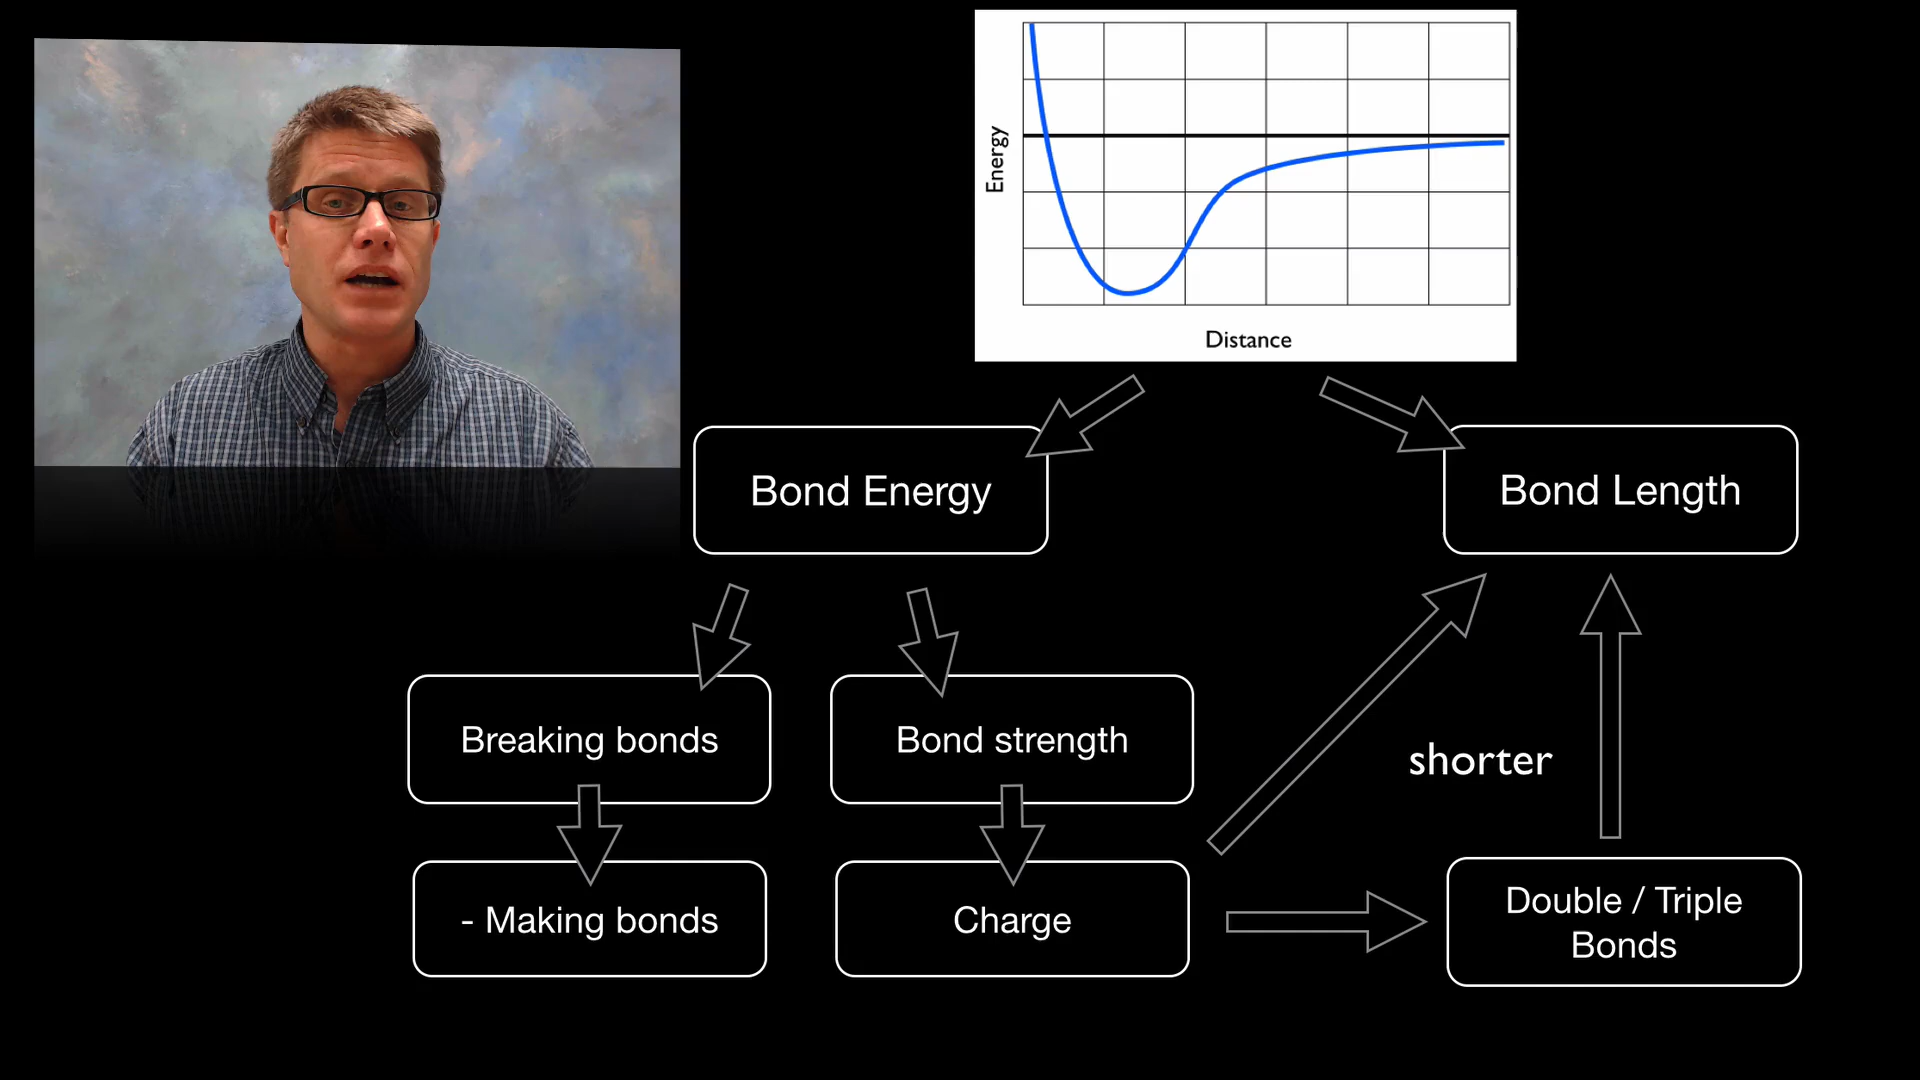 Energy
Distance
Bond Energy
Bond Length
Breaking bonds
Bond strength
shorter
- Making bonds
Charge
Double / Triple
Bonds